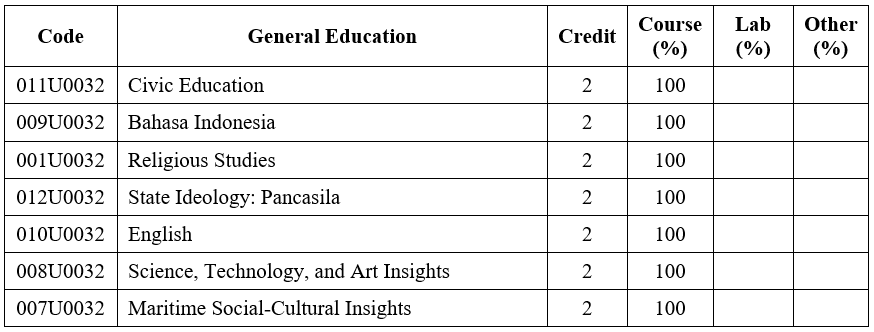 Code General Education Credit Course (%) Lab (%) Other (%)
011U0032 Civic Education 2 100
009U0032 Bahasa Indonesia 2 100
001U0032 Religious Studies 2 100
012U0032 State Ideology: Pancasila 2 100
010U0032 English 2 100
008U0032 Science, Technology, and Art Insights 2 100
007U0032 Maritime Social-Cultural Insights 2 100